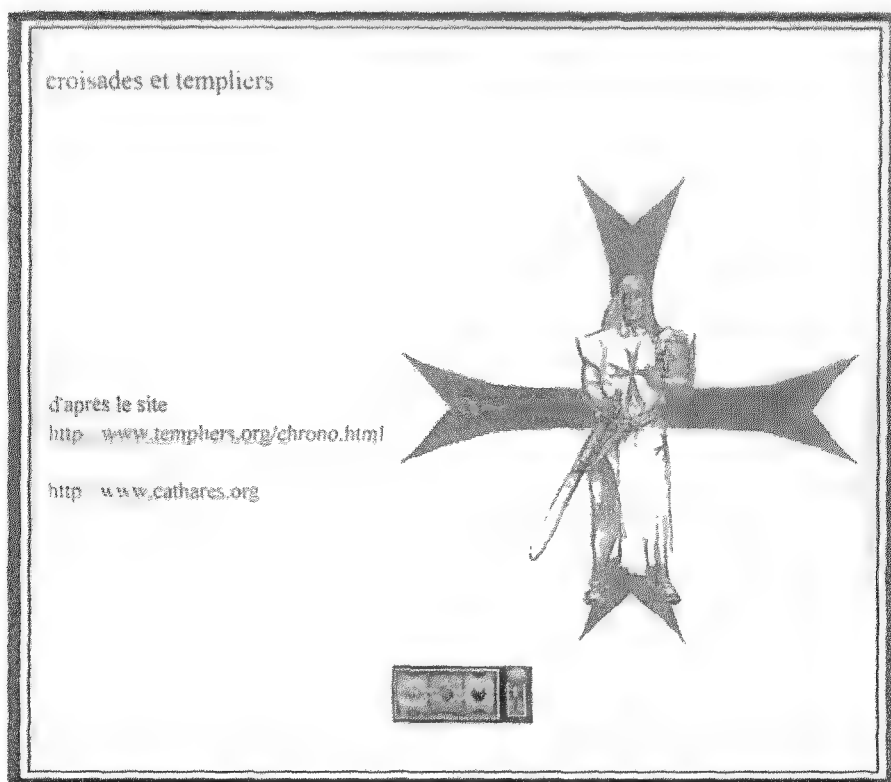 croisades et templiers
d'après le site
http www.templiers.org/chrono.html
http www.cathares.org